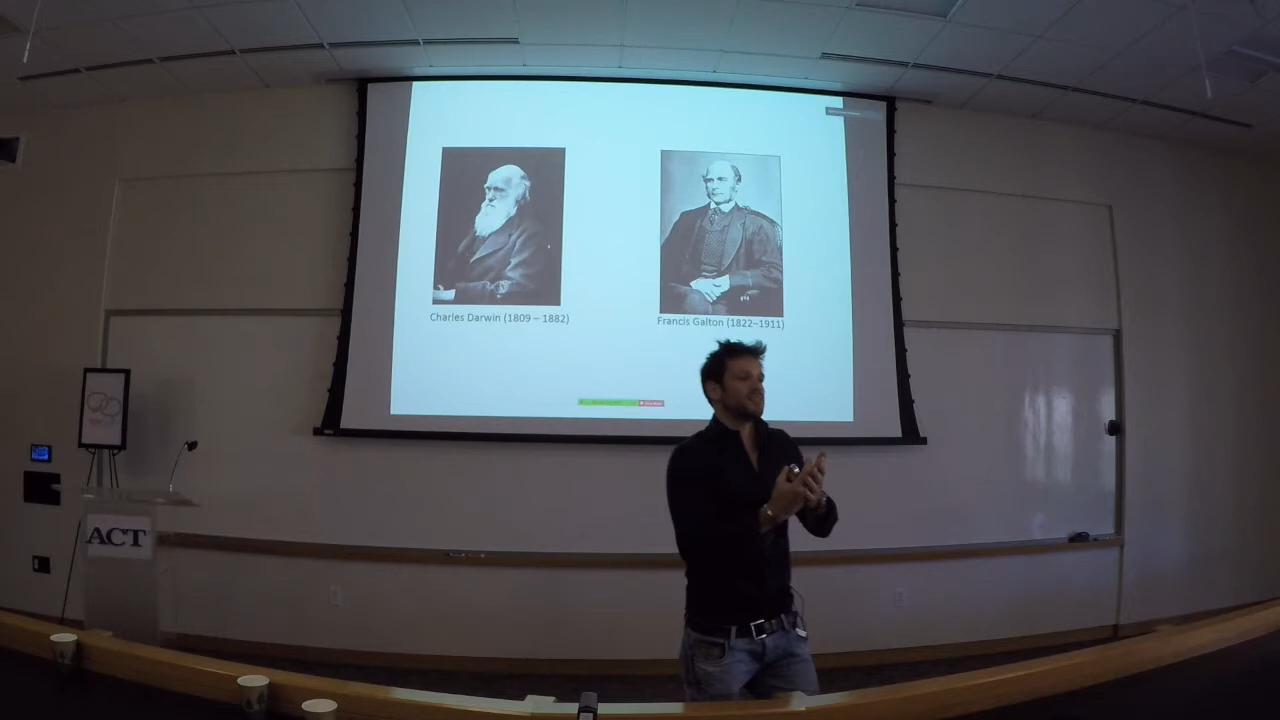 Charles Darwin (1809 – 1882)
Francis Galton (1822–1911)
ACT